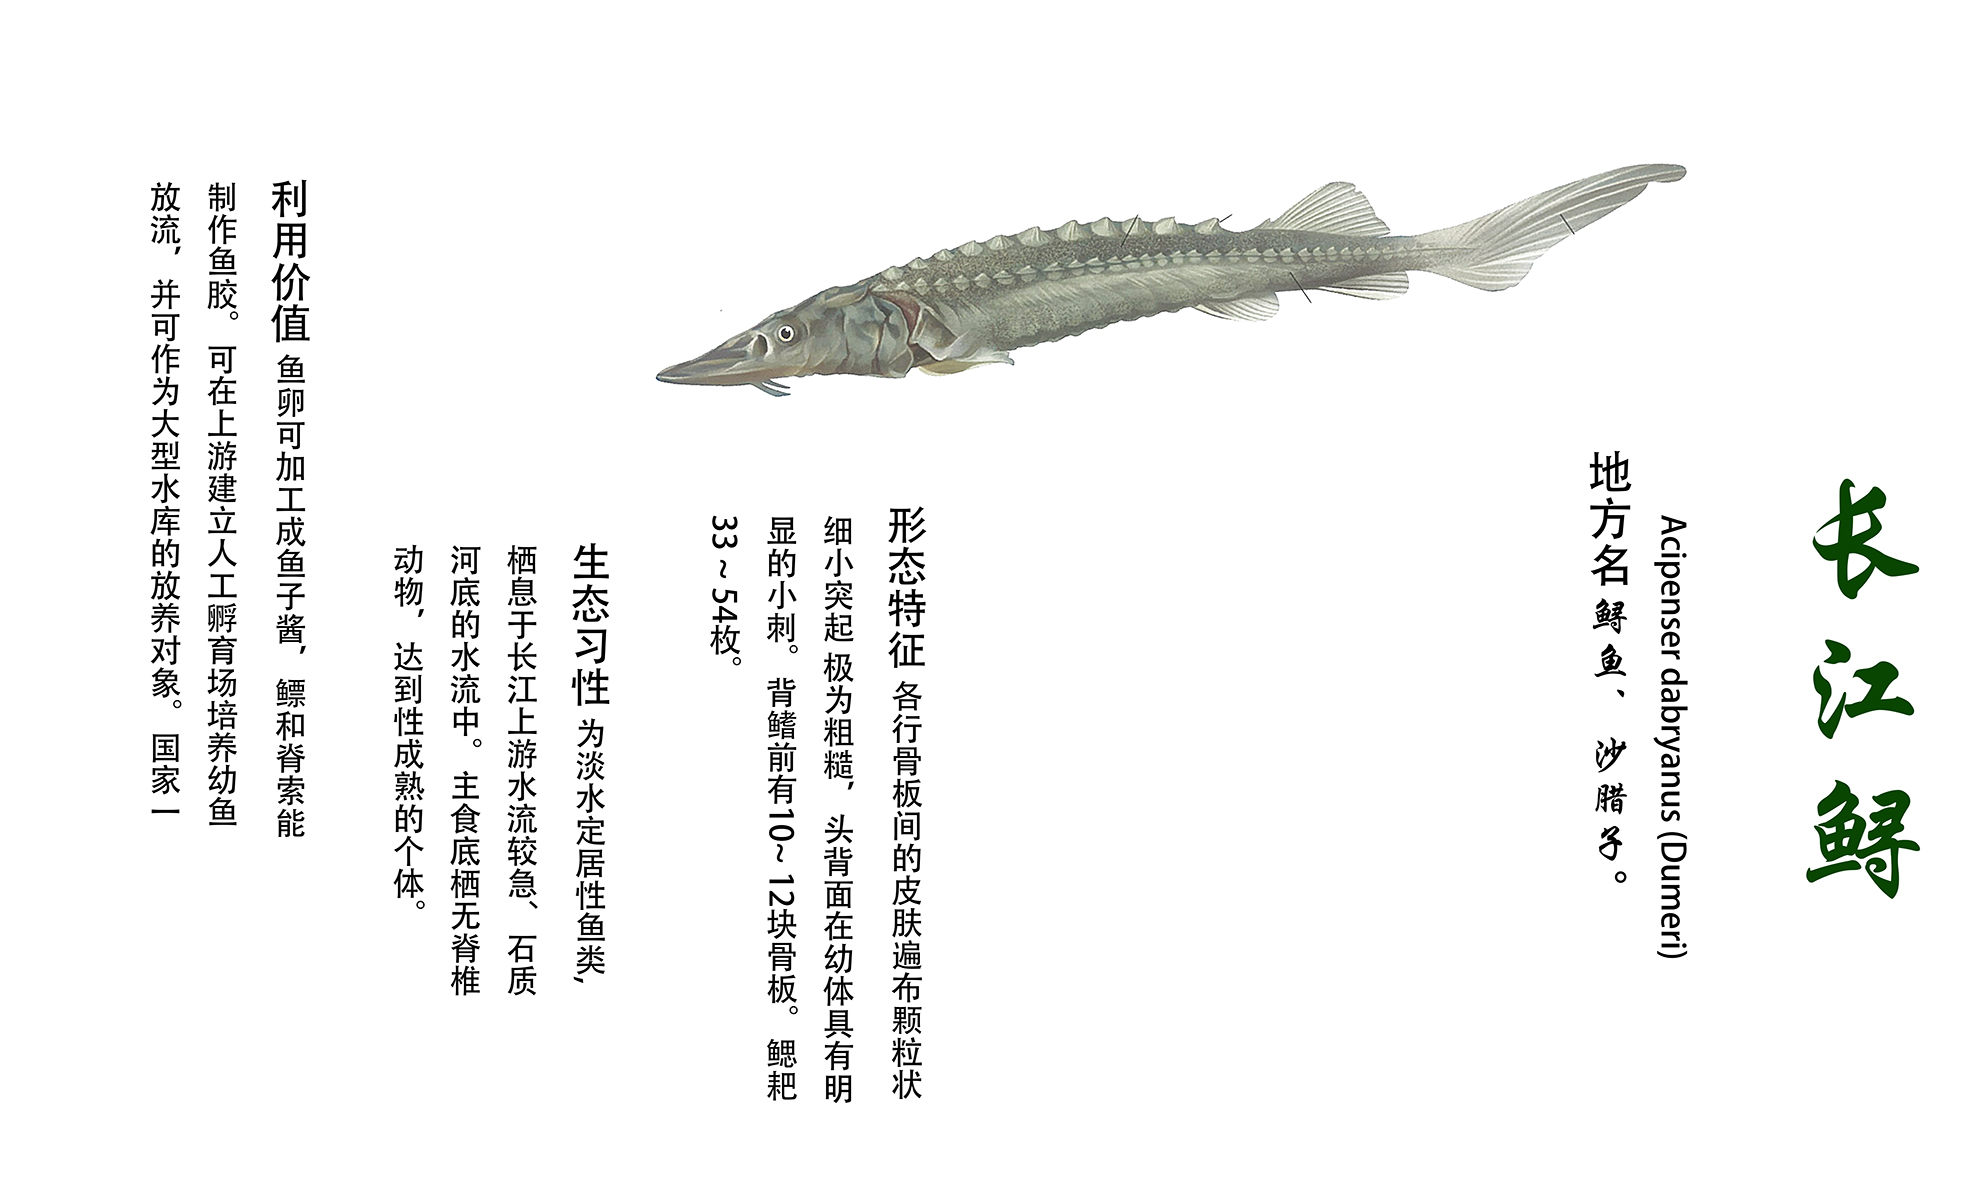 长江鲟
Acipenser dabryanus (Dumeri)
地方名 鲟鱼、沙腊子。
形态特征 各行骨板间的皮肤遍布颗粒状
细小突起 极为粗糙，头背面在幼体具有明
显的小刺。背鳍前有10~12块骨板。鳃耙
33~54枚。
生态习性 为淡水定居性鱼类,
栖息于长江上游水流较急、石质
河底的水流中。主食底栖无脊椎
动物，达到性成熟的个体。
利用价值 鱼卵可加工成鱼子酱，鳔和脊索能
制作鱼胶。可在上游建立人工孵育场培养幼鱼
放流，并可作为大型水库的放养对象。国家一